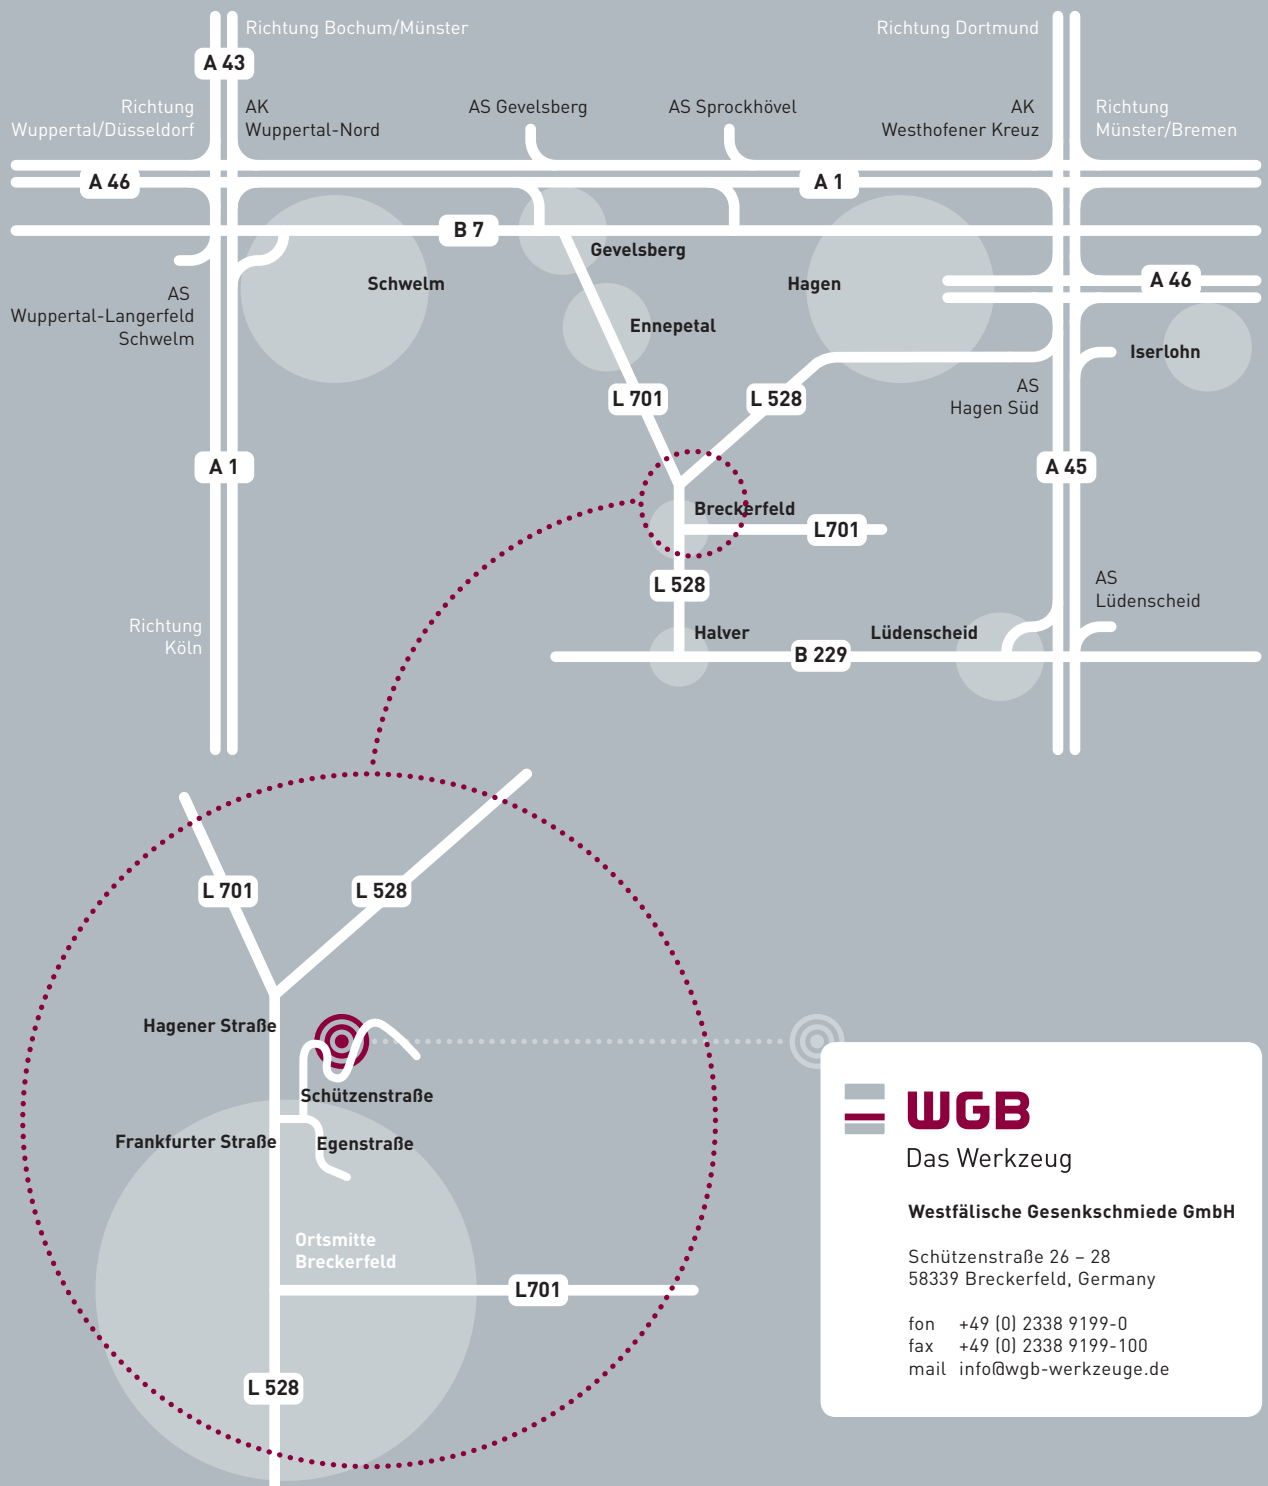 Richtung Bochum/Münster
Richtung Dortmund
A 43
Richtung
Wuppertal/Düsseldorf
AK
Wuppertal-Nord
AS Gevelsberg
AS Sprockhövel
AK
Westhofener Kreuz
Richtung
Münster/Bremen
A 46
A 1
B 7
Gevelsberg
Schwelm
Hagen
A 46
AS
Wuppertal-Langerfeld
Schwelm
Ennepetal
Iserlohn
AS
Hagen Süd
L 701
L 528
A 1
A 45
Breckerfeld
L701
L 528
AS
Lüdenscheid
Richtung
Köln
Halver
Lüdenscheid
B 229
L 701
L 528
Hagener Straße
Schützenstraße
Frankfurter Straße
Egenstraße
Ortsmitte
Breckerfeld
L701
L 528
WGB
Das Werkzeug
Westfälische Gesenkschmiede GmbH
Schützenstraße 26 – 28
58339 Breckerfeld, Germany
fon +49 (0) 2338 9199-0
fax +49 (0) 2338 9199-100
mail info@wgb-werkzeuge.de